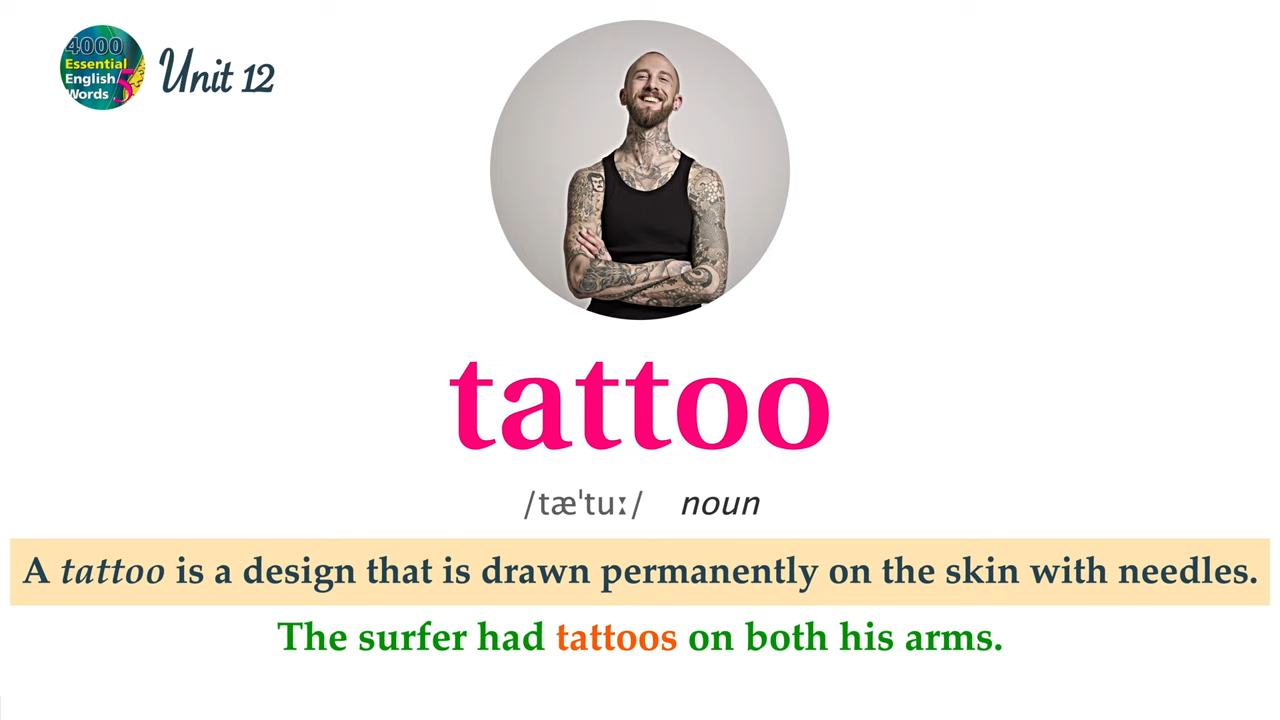 4000
Essential
English
Words 5
Unit 12
tattoo
/tæˈtuː/ noun
A tattoo is a design that is drawn permanently on the skin with needles.
The surfer had tattoos on both his arms.